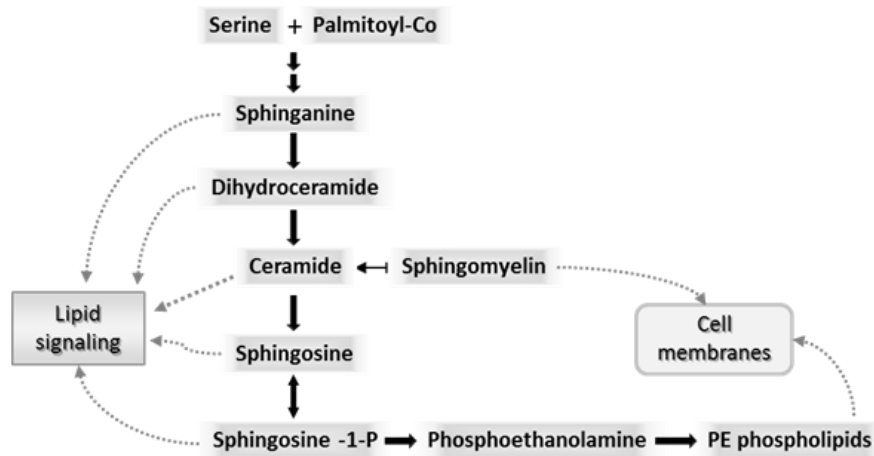 Serine + Palmitoyl-Co
Sphinganine
Dihydroceramide
Ceramide
Sphingomyelin
Lipid
signaling
Cell
membranes
Sphingosine
Sphingosine -1-P
Phosphoethanolamine
PE phospholipids